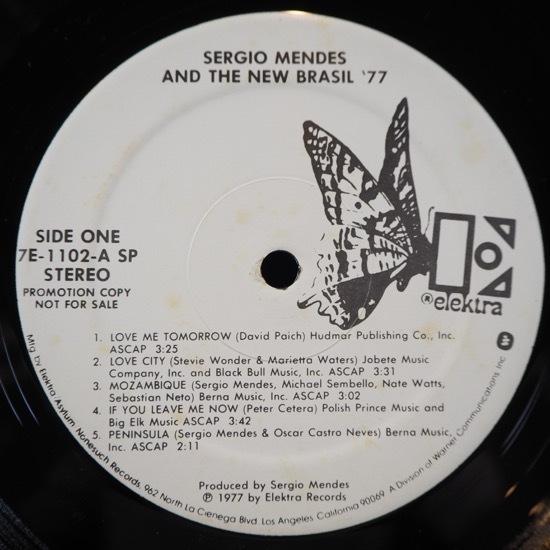 SERGIO MENDES
AND THE NEW BRASIL '77
SIDE ONE
7E-1102-A SP
STEREO
PROMOTION COPY
NOT FOR SALE
® elektra
1. LOVE ME TOMORROW (David Paich) Hudmar Publishing Co., Inc.
ASCAP 3:25
2. LOVE CITY (Stevie Wonder & Marietta Waters) Jobete Music
Company, Inc. and Black Bull Music, Inc. ASCAP 3:31
3. MOZAMBIQUE (Sergio Mendes, Michael Sembello, Nate Watts,
Sebastian Neto) Berna Music, Inc. ASCAP 3:02
4. IF YOU LEAVE ME NOW (Peter Cetera) Polish Prince Music and
Big Elk Music ASCAP 3:42
5. PENINSULA (Sergio Mendes & Oscar Castro Neves) Berna Music,
Inc. ASCAP 2:11
Produced by Sergio Mendes
℗ 1977 by Elektra Records
Mfg by Elektra Asylum Nonesuch Records 962 North La Cienega Blvd. Los Angeles, California 90069 A Division of Warner Communications Inc